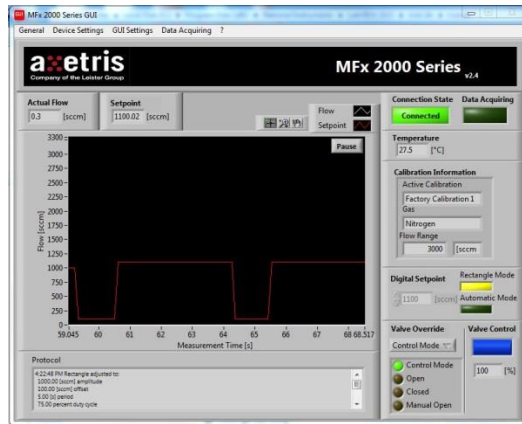 MFx 2000 Series GUI
General Device Settings GUI Settings Data Acquiring ?
axetris
Company of the Leister Group
MFx 2000 Series v2.4
Actual Flow
0.3 [sccm]
Setpoint
1100.02 [sccm]
Flow
Setpoint
Pause
Flow [sccm]
3300
3000
2750
2500
2250
2000
1750
1500
1250
1000
750
500
250
0
59.045 60 61 62 63 64 65 66 67 68 68.517
Measurement Time [s]
Protocol
4:22:48 PM Rectangle adjusted to:
1000.00 [sccm] amplitude
100.00 [sccm] offset
5.00 [s] period
75.00 percent duty cycle
Connection State
Connected
Data Acquiring
Temperature
27.5 [°C]
Calibration Information
Active Calibration
Factory Calibration 1
Gas
Nitrogen
Flow Range
3000 [sccm
Digital Setpoint
1100 [sccm]
Rectangle Mode
Automatic Mode
Valve Override
Control Mode
Control Mode
Open
Closed
Manual Open
Valve Control
100 [%]